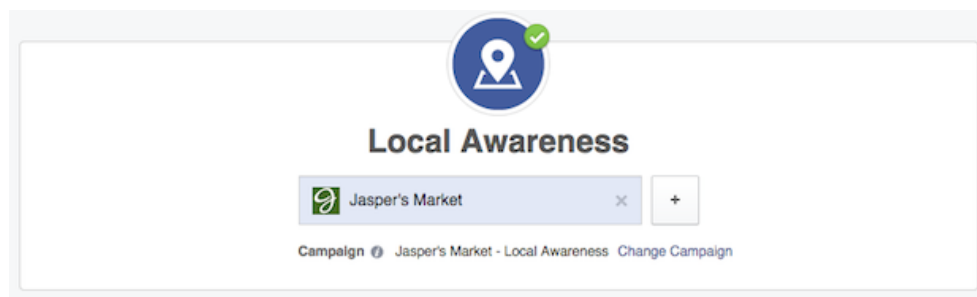 Local Awareness
Jasper's Market × +
Campaign i Jasper's Market - Local Awareness Change Campaign